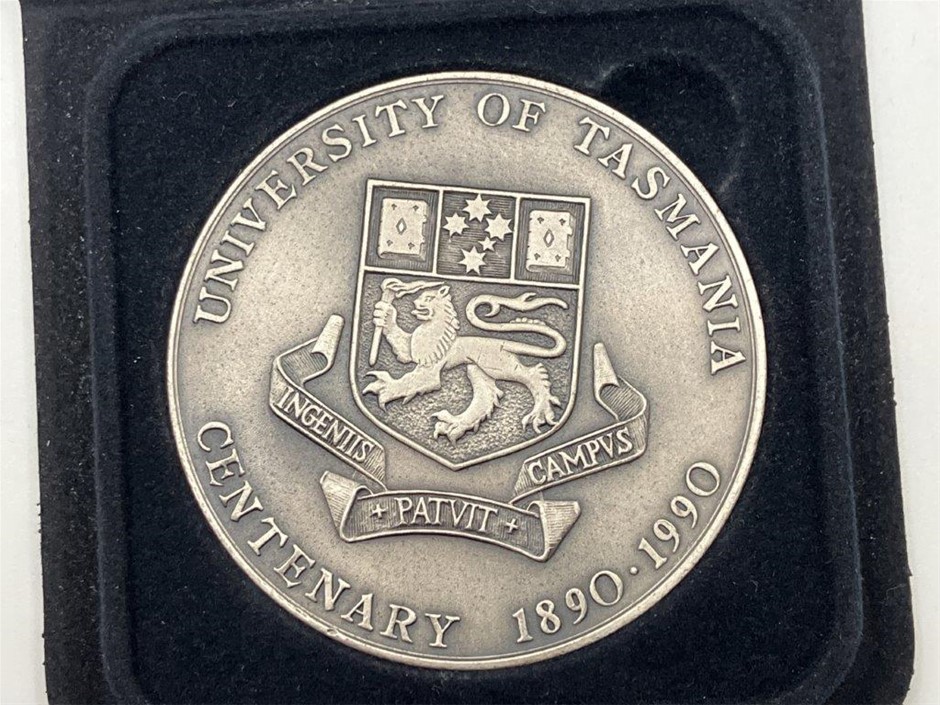 UNIVERSITY OF TASMANIA
INGENIIS
PATVIT
CAMPVS
CENTENARY 1890·1990